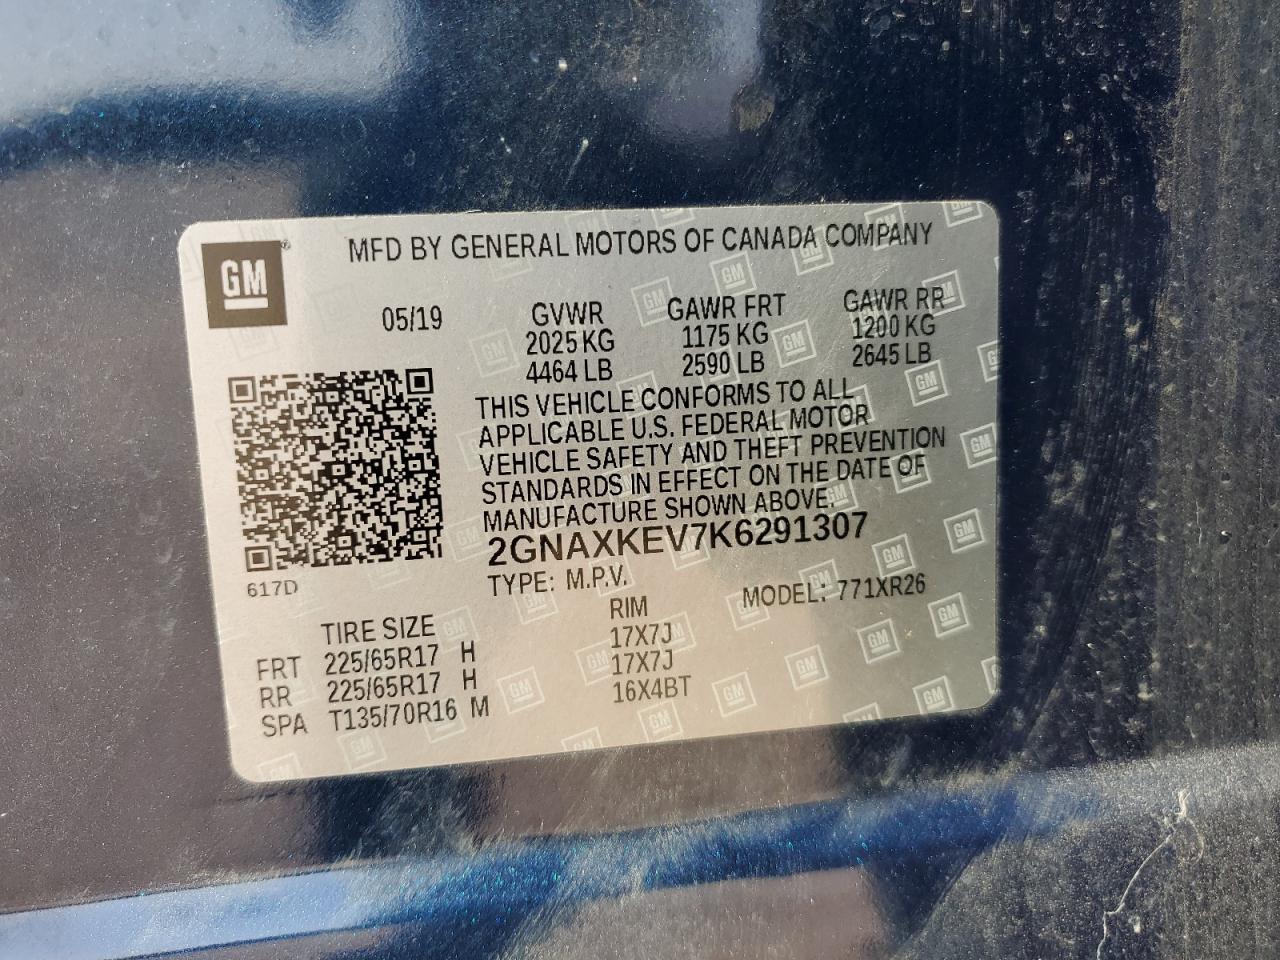 GM ®
MFD BY GENERAL MOTORS OF CANADA COMPANY
05/19 GVWR GAWR FRT GAWR RR
2025 KG 1175 KG 1200 KG
4464 LB 2590 LB 2645 LB
THIS VEHICLE CONFORMS TO ALL
APPLICABLE U.S. FEDERAL MOTOR
VEHICLE SAFETY AND THEFT PREVENTION
STANDARDS IN EFFECT ON THE DATE OF
MANUFACTURE SHOWN ABOVE.
2GNAXKEV7K6291307
617D
TYPE: M.P.V. MODEL: 771XR26
TIRE SIZE RIM
FRT 225/65R17 H 17X7J
RR 225/65R17 H 17X7J
SPA T135/70R16 M 16X4BT